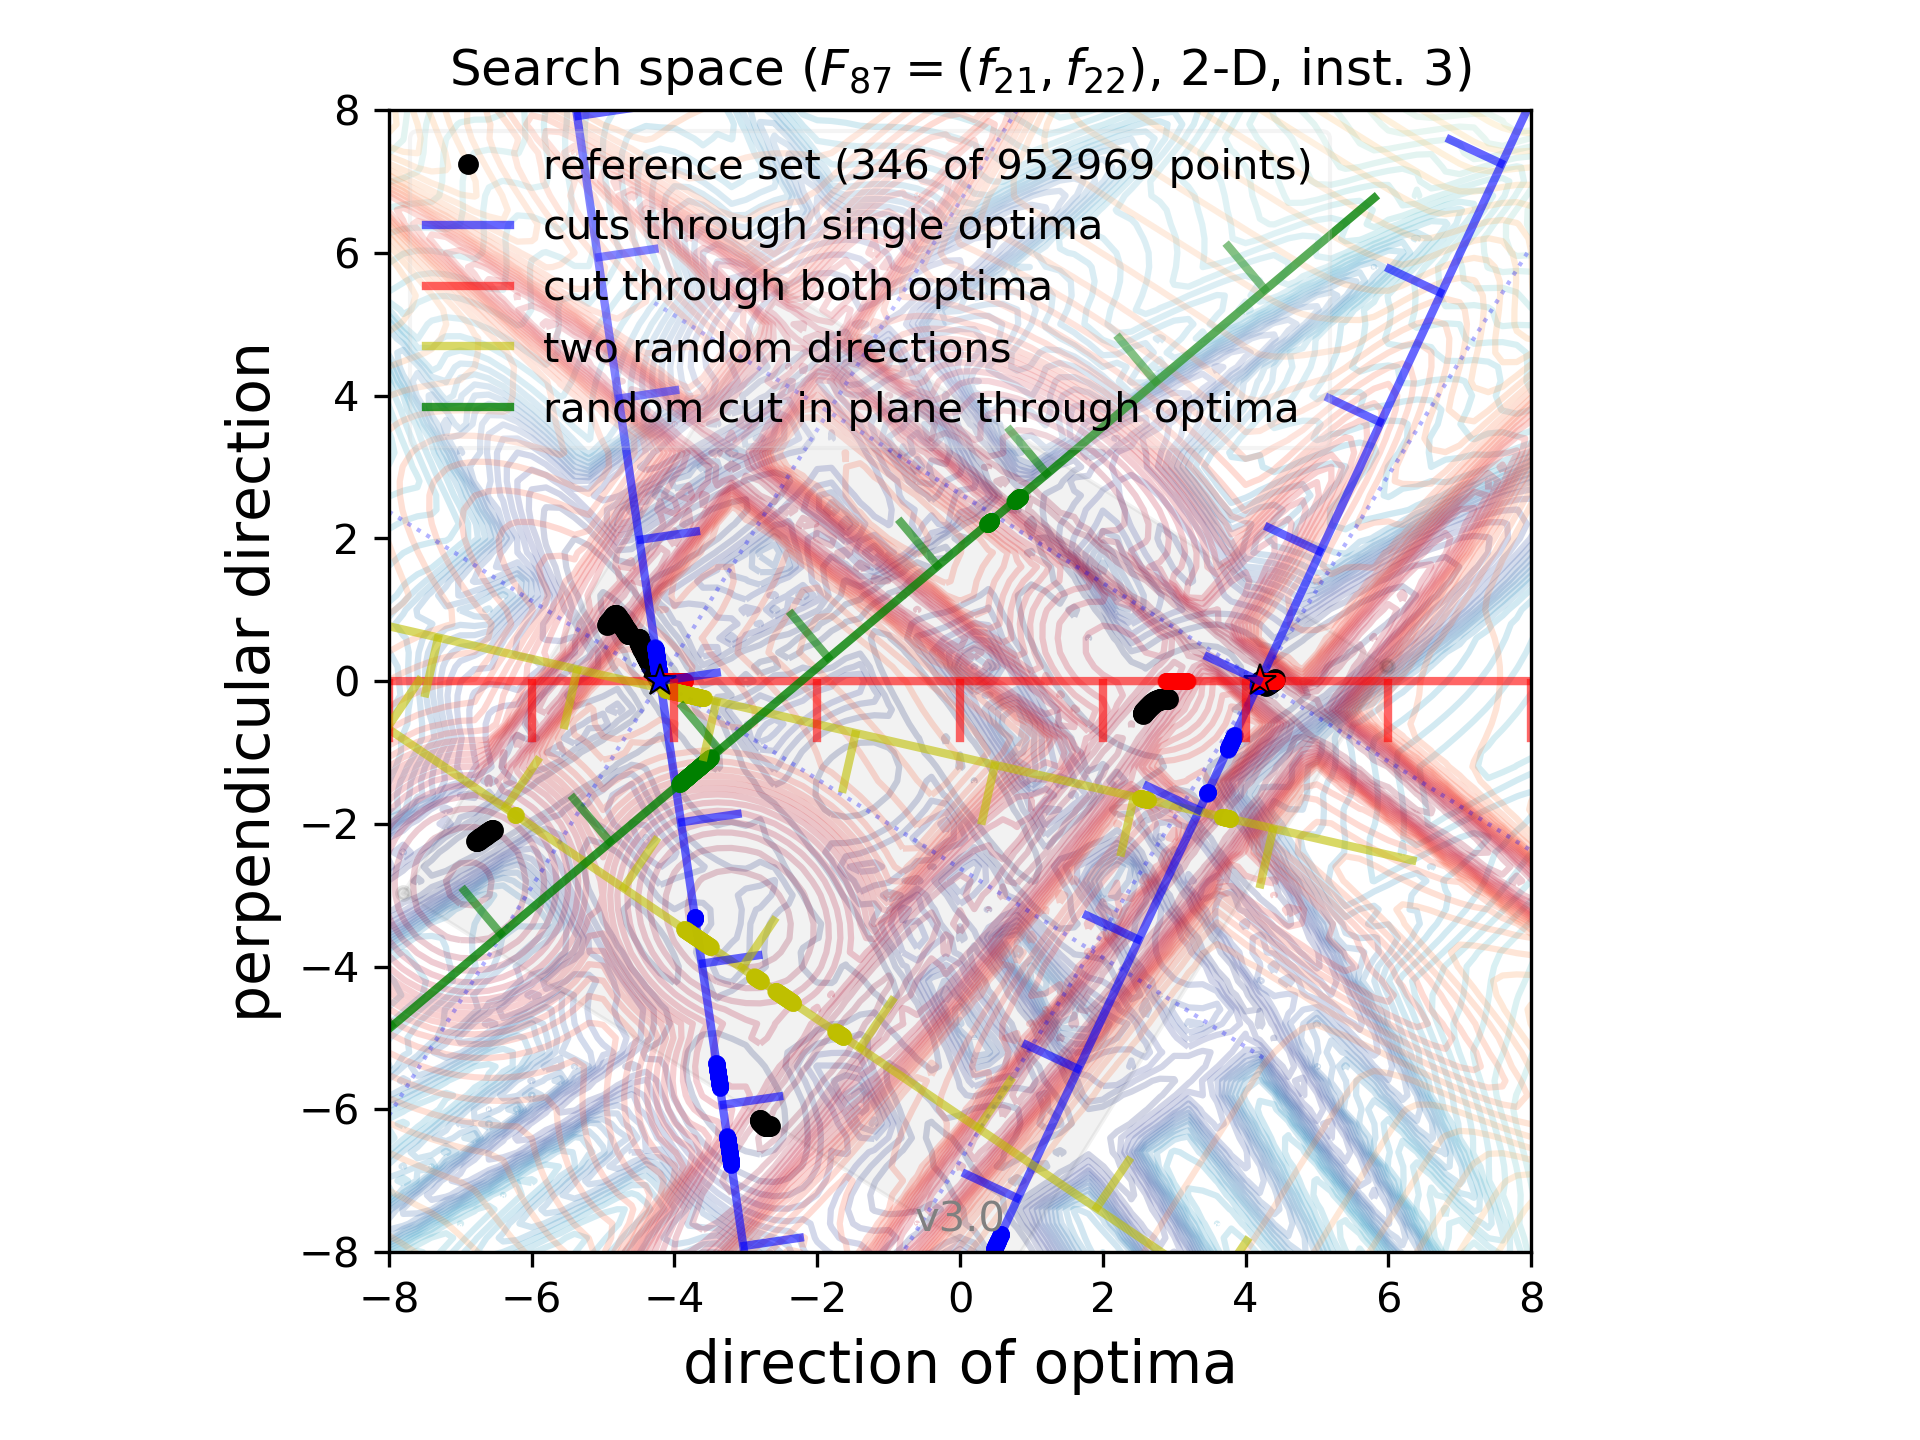 Search space (F87 = (f21, f22), 2-D, inst. 3)
reference set (346 of 952969 points)
cuts through single optima
cut through both optima
two random directions
random cut in plane through optima
perpendicular direction
8
6
4
2
0
−2
−4
−6
−8
v3.0
−8 −6 −4 −2 0 2 4 6 8
direction of optima